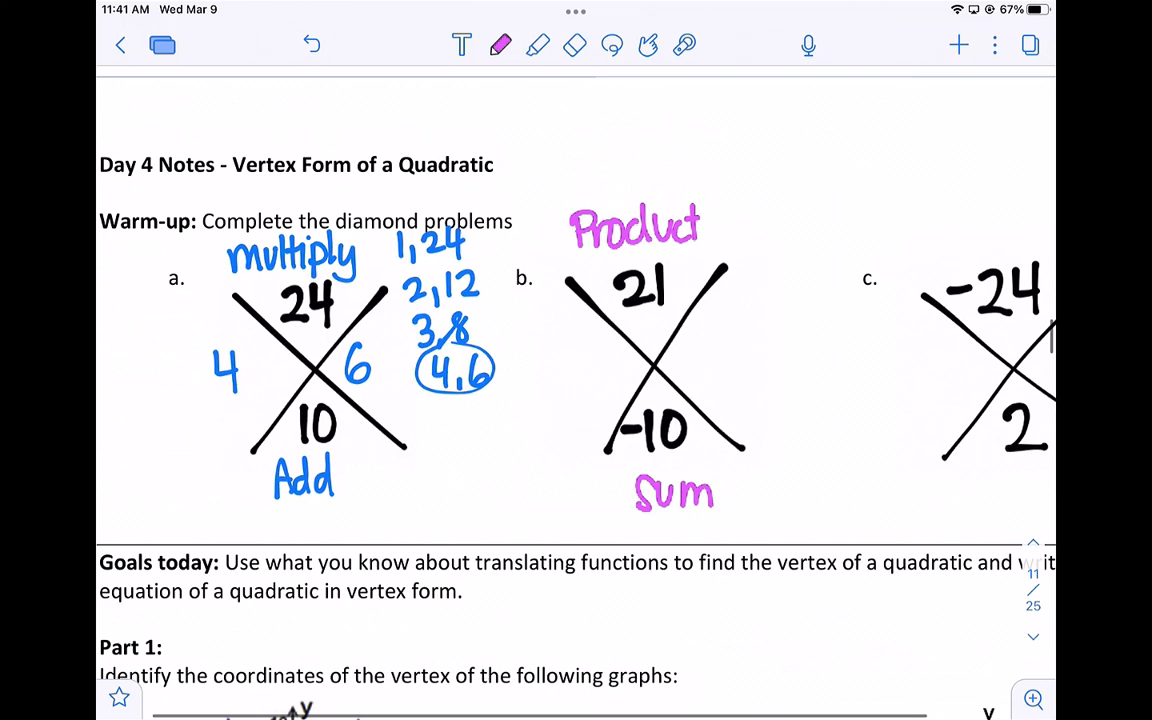 11:41 AM Wed Mar 9
67%
T
Day 4 Notes - Vertex Form of a Quadratic
Warm-up: Complete the diamond problems
multiply
1,24
2,12
3,8
4,6
a.
24
4
6
10
Add
b.
Product
21
-10
Sum
c.
-24
2
Goals today: Use what you know about translating functions to find the vertex of a quadratic and writ
equation of a quadratic in vertex form.
11
/
25
Part 1:
Identify the coordinates of the vertex of the following graphs:
y
y